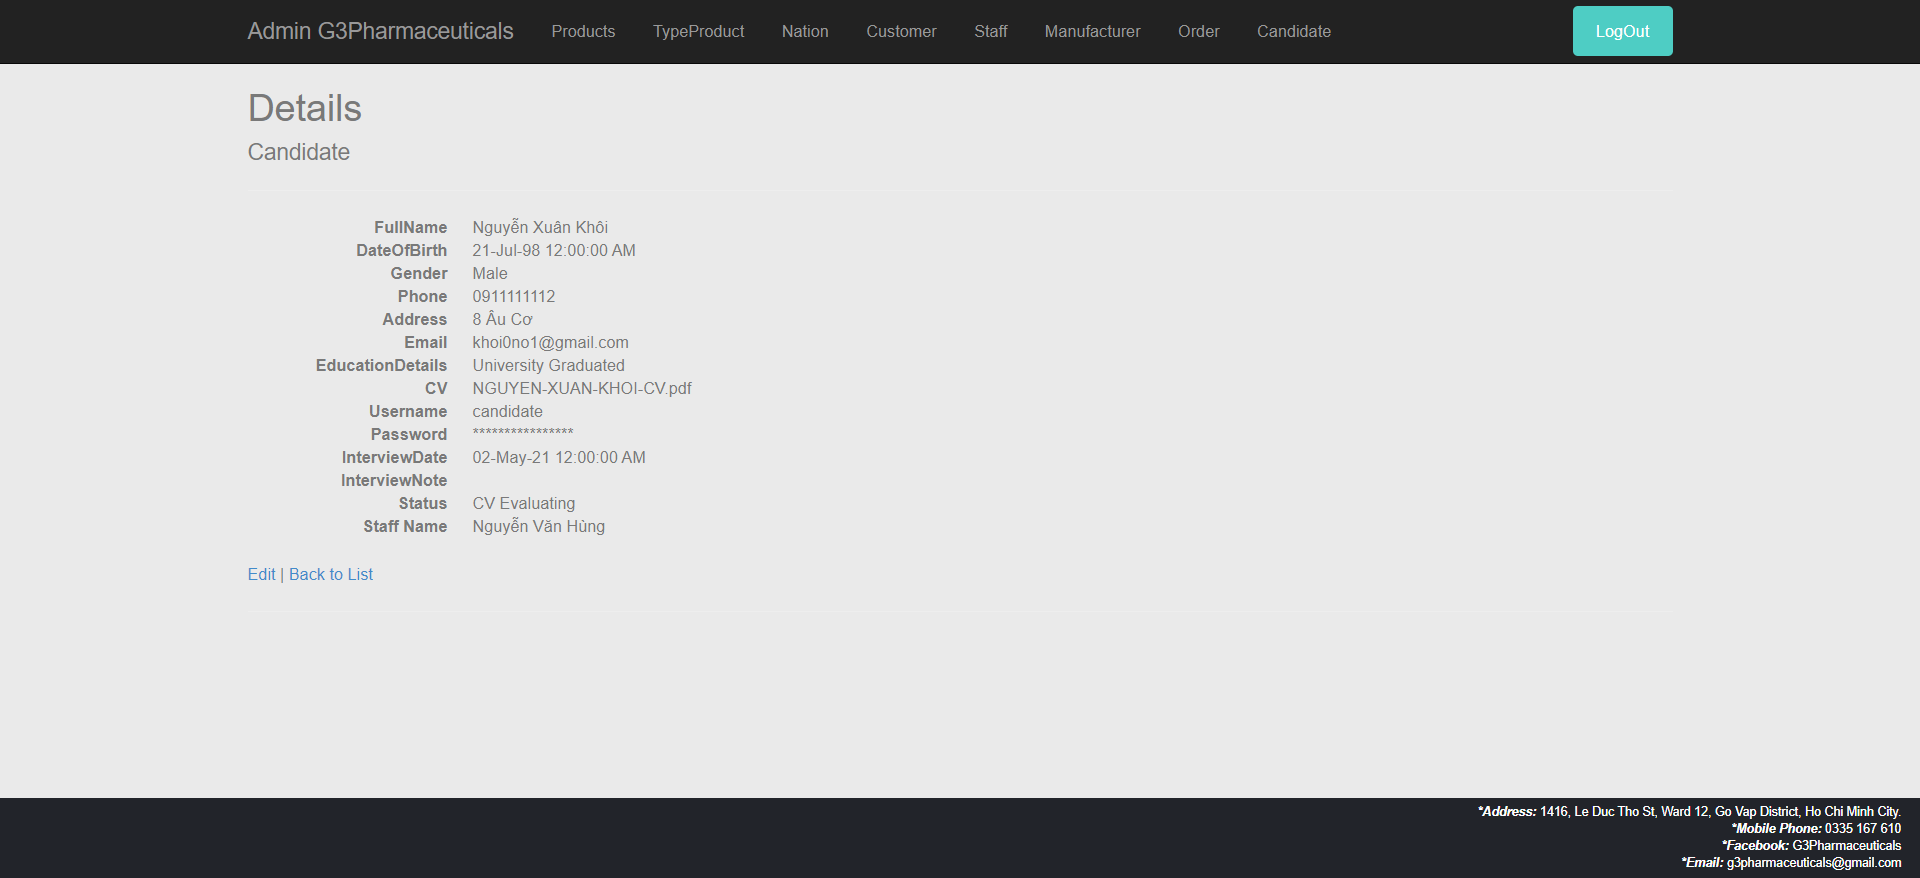 Admin G3Pharmaceuticals Products TypeProduct Nation Customer Staff Manufacturer Order Candidate LogOut
Details
Candidate
FullName Nguyễn Xuân Khôi
DateOfBirth 21-Jul-98 12:00:00 AM
Gender Male
Phone 0911111112
Address 8 Âu Cơ
Email khoi0no1@gmail.com
EducationDetails University Graduated
CV NGUYEN-XUAN-KHOI-CV.pdf
Username candidate
Password ****************
InterviewDate 02-May-21 12:00:00 AM
InterviewNote
Status CV Evaluating
Staff Name Nguyễn Văn Hùng
Edit | Back to List
*Address: 1416, Le Duc Tho St, Ward 12, Go Vap District, Ho Chi Minh City.
*Mobile Phone: 0335 167 610
*Facebook: G3Pharmaceuticals
*Email: g3pharmaceuticals@gmail.com